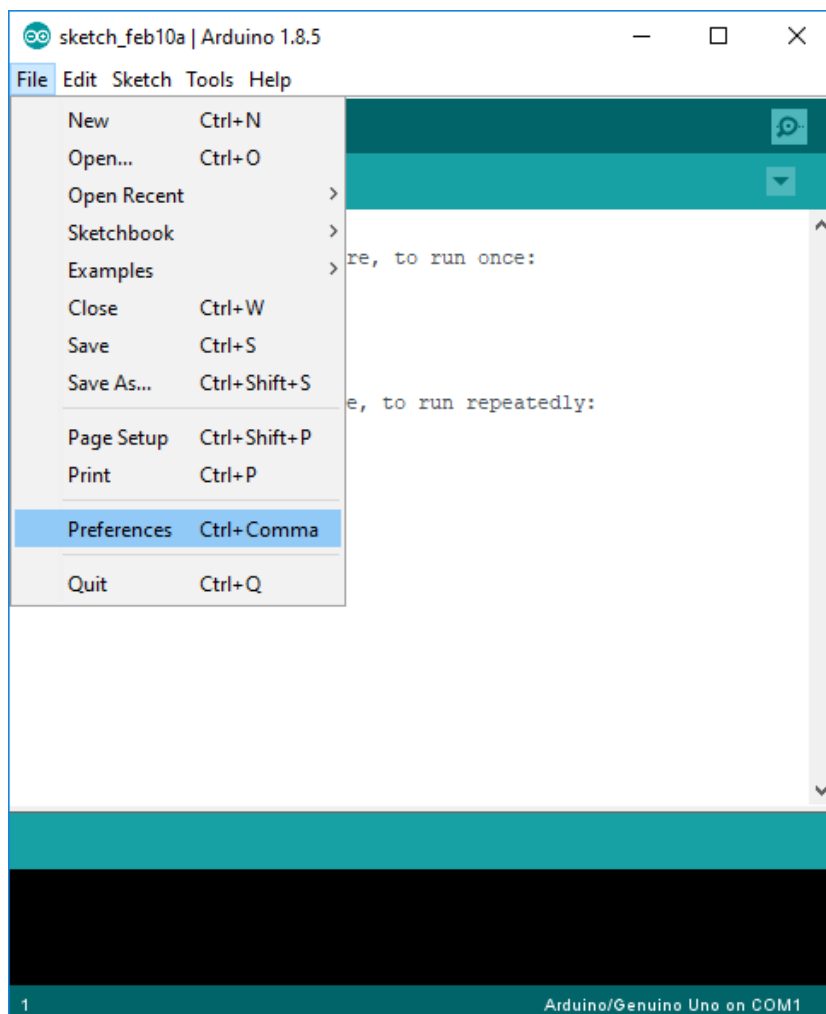 sketch_feb10a | Arduino 1.8.5
File Edit Sketch Tools Help
New Ctrl+N
Open... Ctrl+O
Open Recent
Sketchbook
re, to run once:
Examples
Close Ctrl+W
Save Ctrl+S
Save As... Ctrl+Shift+S
e, to run repeatedly:
Page Setup Ctrl+Shift+P
Print Ctrl+P
Preferences Ctrl+Comma
Quit Ctrl+Q
1 Arduino/Genuino Uno on COM1